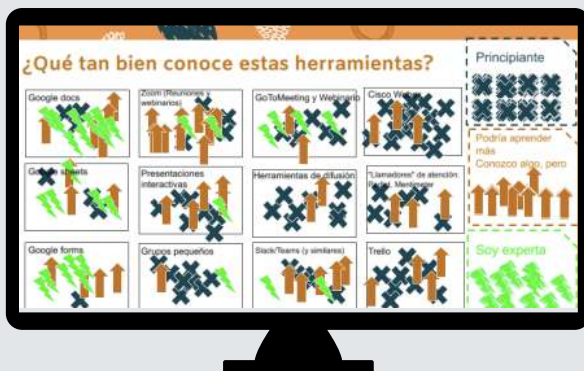 ¿Qué tan bien conoce estas herramientas?
Principiante
Google docs
Zoom (Reuniones y
webinarios)
GoToMeeting y Webinario
Cisco
Podría aprender
más
Conozco algo, pero
sheets
Presentaciones
interactivas
Herramientas de difusión
"Llamadores" de atención:
Mentimeter
Google forms
Grupos pequeños
Slack/Teams (y similares)
Trello
Soy experta